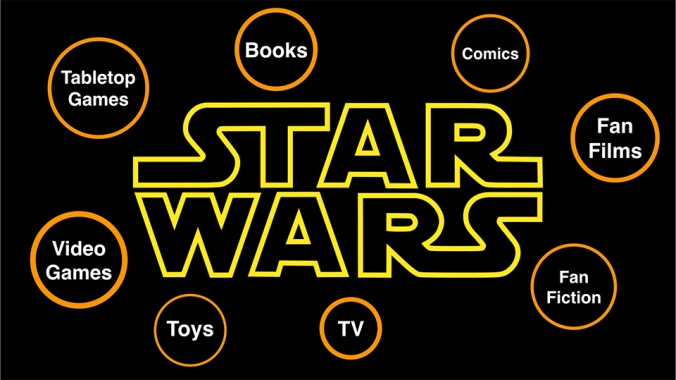 Books
Comics
Tabletop
Games
Fan
Films
STAR
WARS
Video
Games
Fan
Fiction
Toys
TV